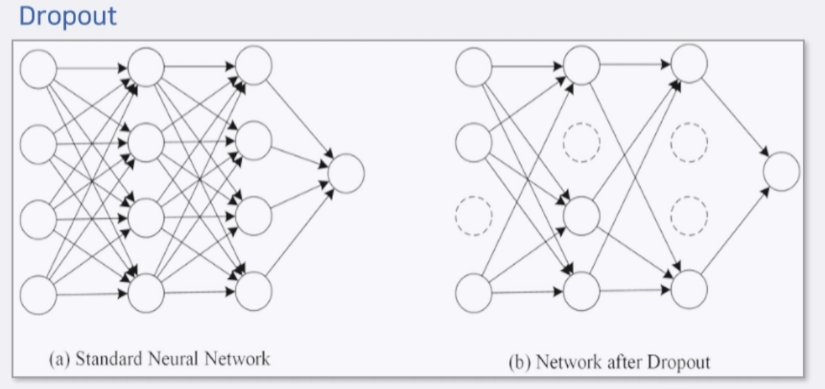 Dropout
(a) Standard Neural Network
(b) Network after Dropout